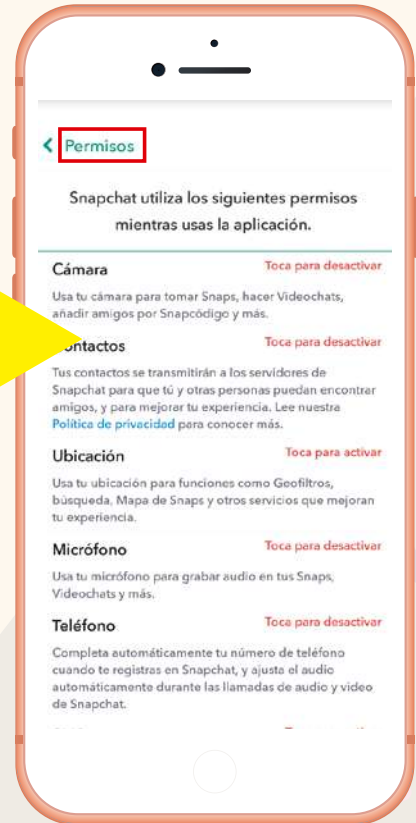 Permisos
Snapchat utiliza los siguientes permisos
mientras usas la aplicación.
Cámara Toca para desactivar
Usa tu cámara para tomar Snaps, hacer Videochats,
añadir amigos por Snapcódigo y más.
ontactos Toca para desactivar
Tus contactos se transmitirán a los servidores de
Snapchat para que tú y otras personas puedan encontrar
amigos, y para mejorar tu experiencia. Lee nuestra
Política de privacidad para conocer más.
Ubicación Toca para activar
Usa tu ubicación para funciones como Geofiltros,
búsqueda, Mapa de Snaps y otros servicios que mejoran
tu experiencia.
Micrófono Toca para desactivar
Usa tu micrófono para grabar audio en tus Snaps,
Videochats y más.
Teléfono Toca para desactivar
Completa automáticamente tu número de teléfono
cuando te registras en Snapchat, y ajusta el audio
automáticamente durante las llamadas de audio y video
de Snapchat.